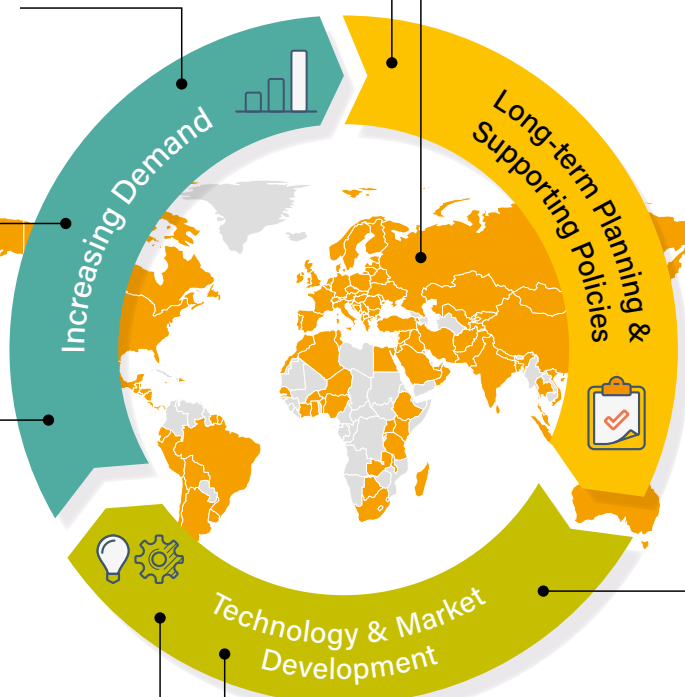 Increasing Demand
Long-term Planning &
Supporting Policies
Technology & Market
Development